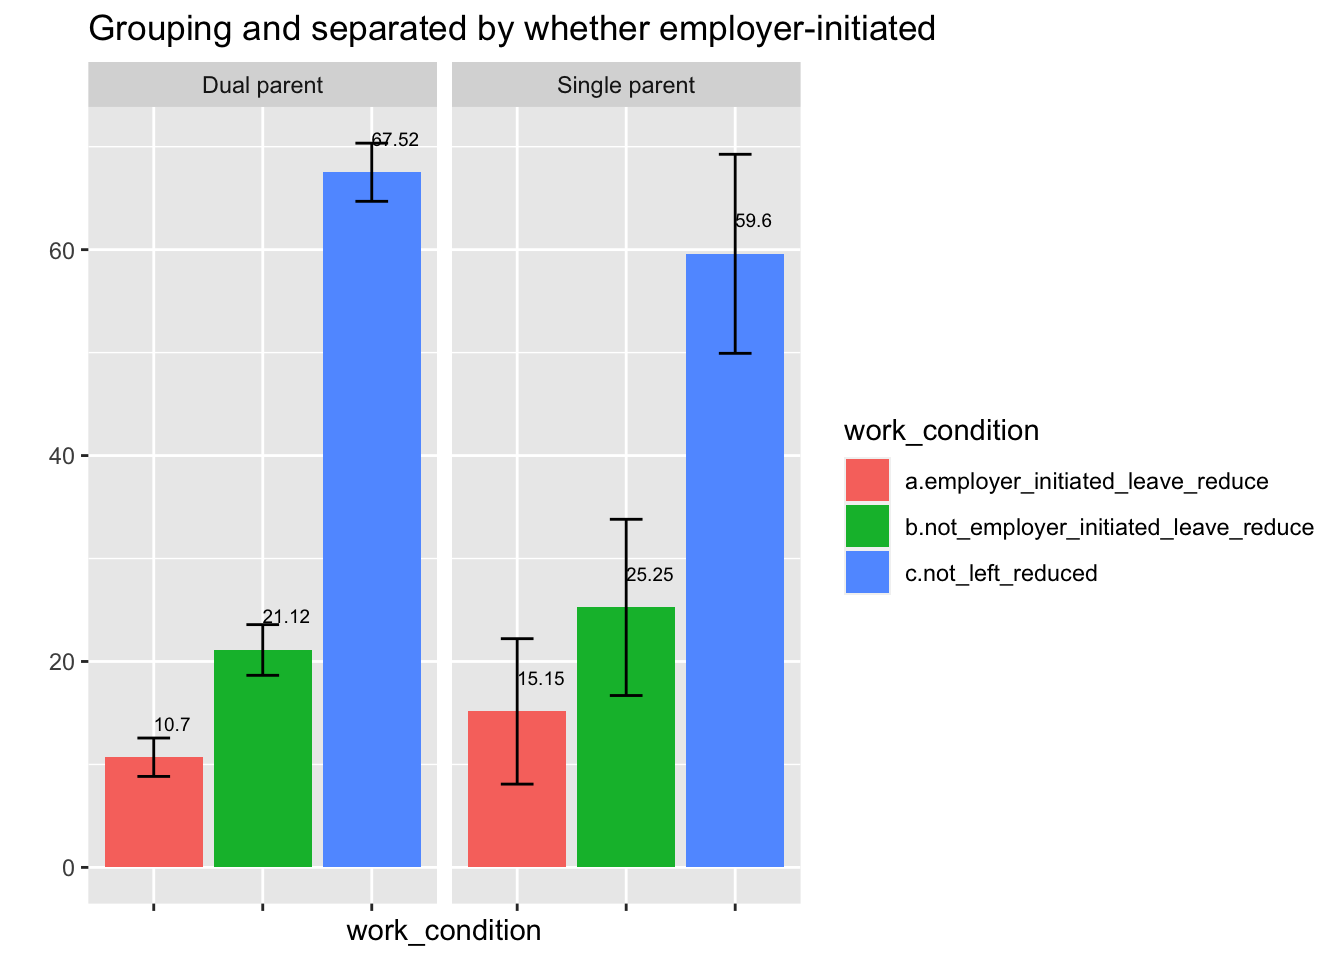 Grouping and separated by whether employer-initiated
Dual parent
Single parent
67.52
59.6
60
40
25.25
21.12
20
15.15
10.7
0
work_condition
work_condition
a.employer_initiated_leave_reduce
b.not_employer_initiated_leave_reduce
c.not_left_reduced